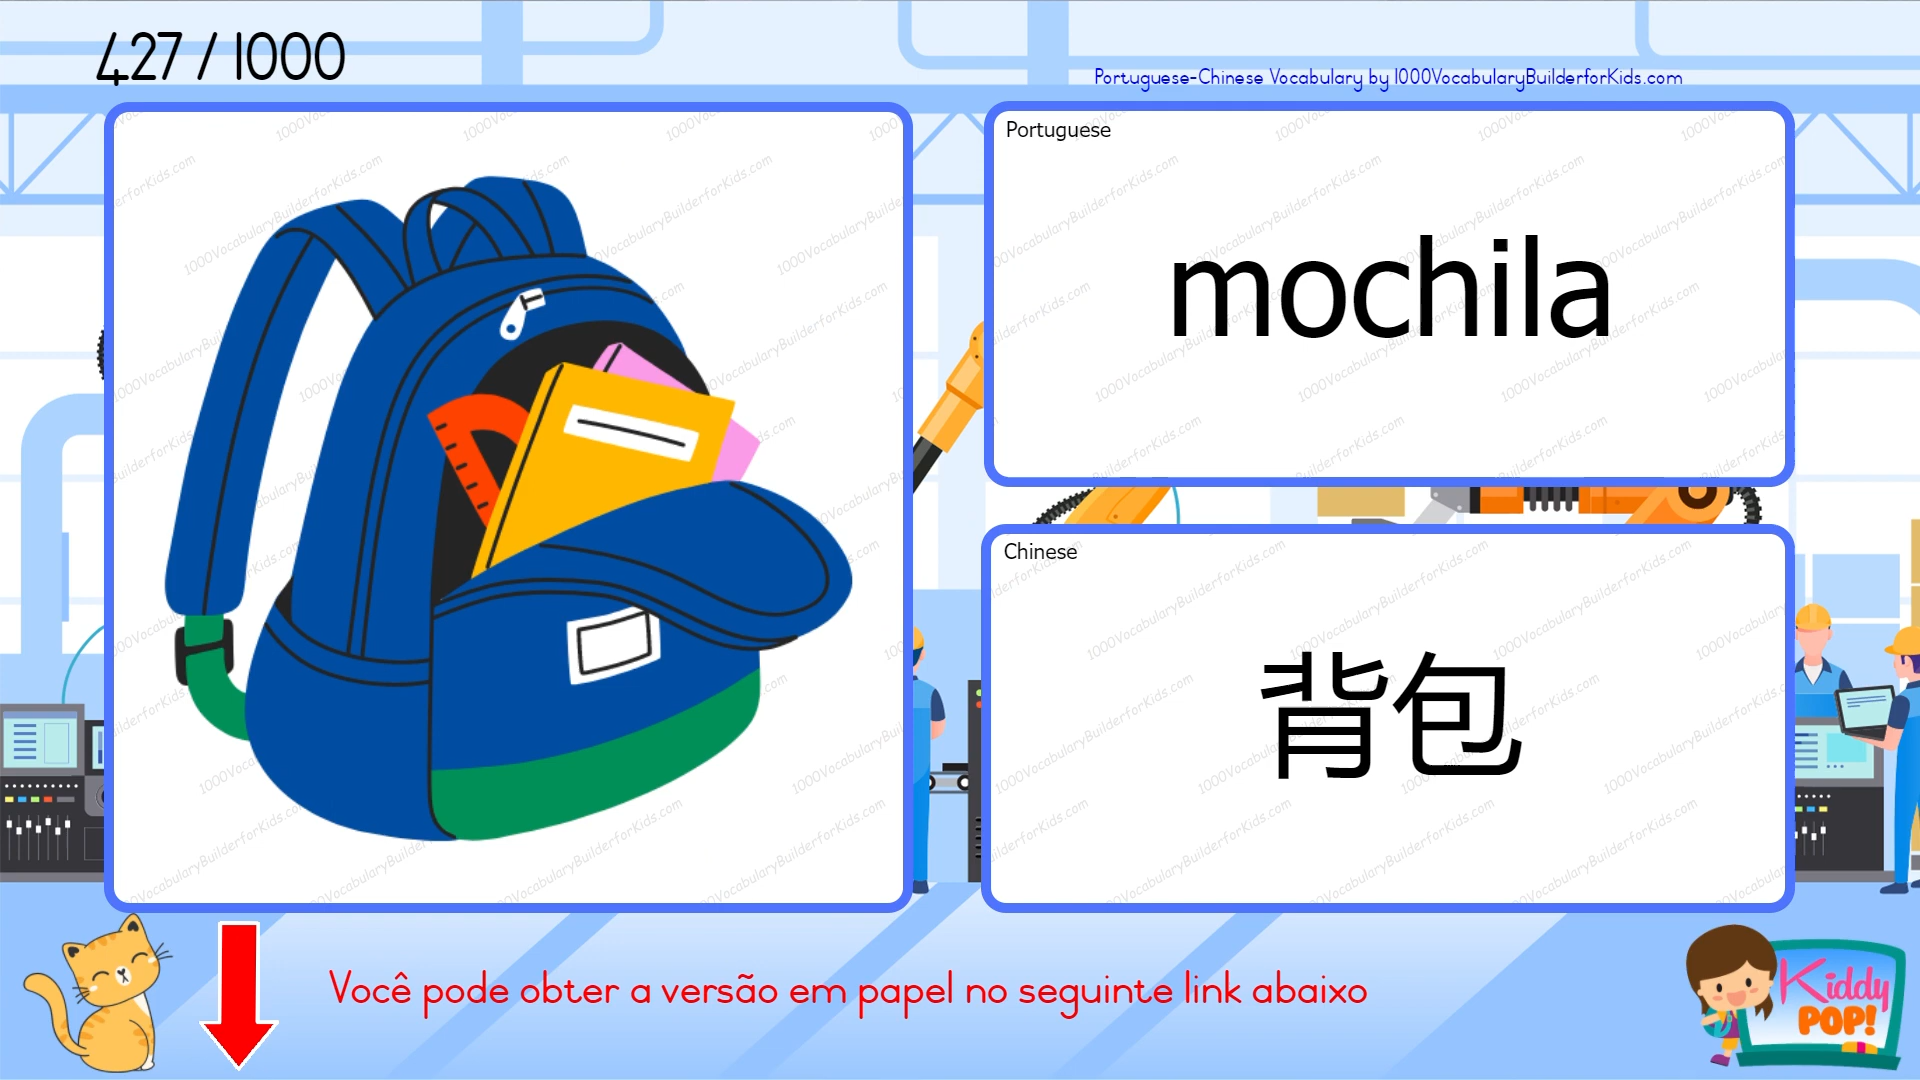 427 / 1000
Portuguese-Chinese Vocabulary by 1000VocabularyBuilderforKids.com
Portuguese
mochila
Chinese
背包
Você pode obter a versão em papel no seguinte link abaixo
Kiddy
POP!